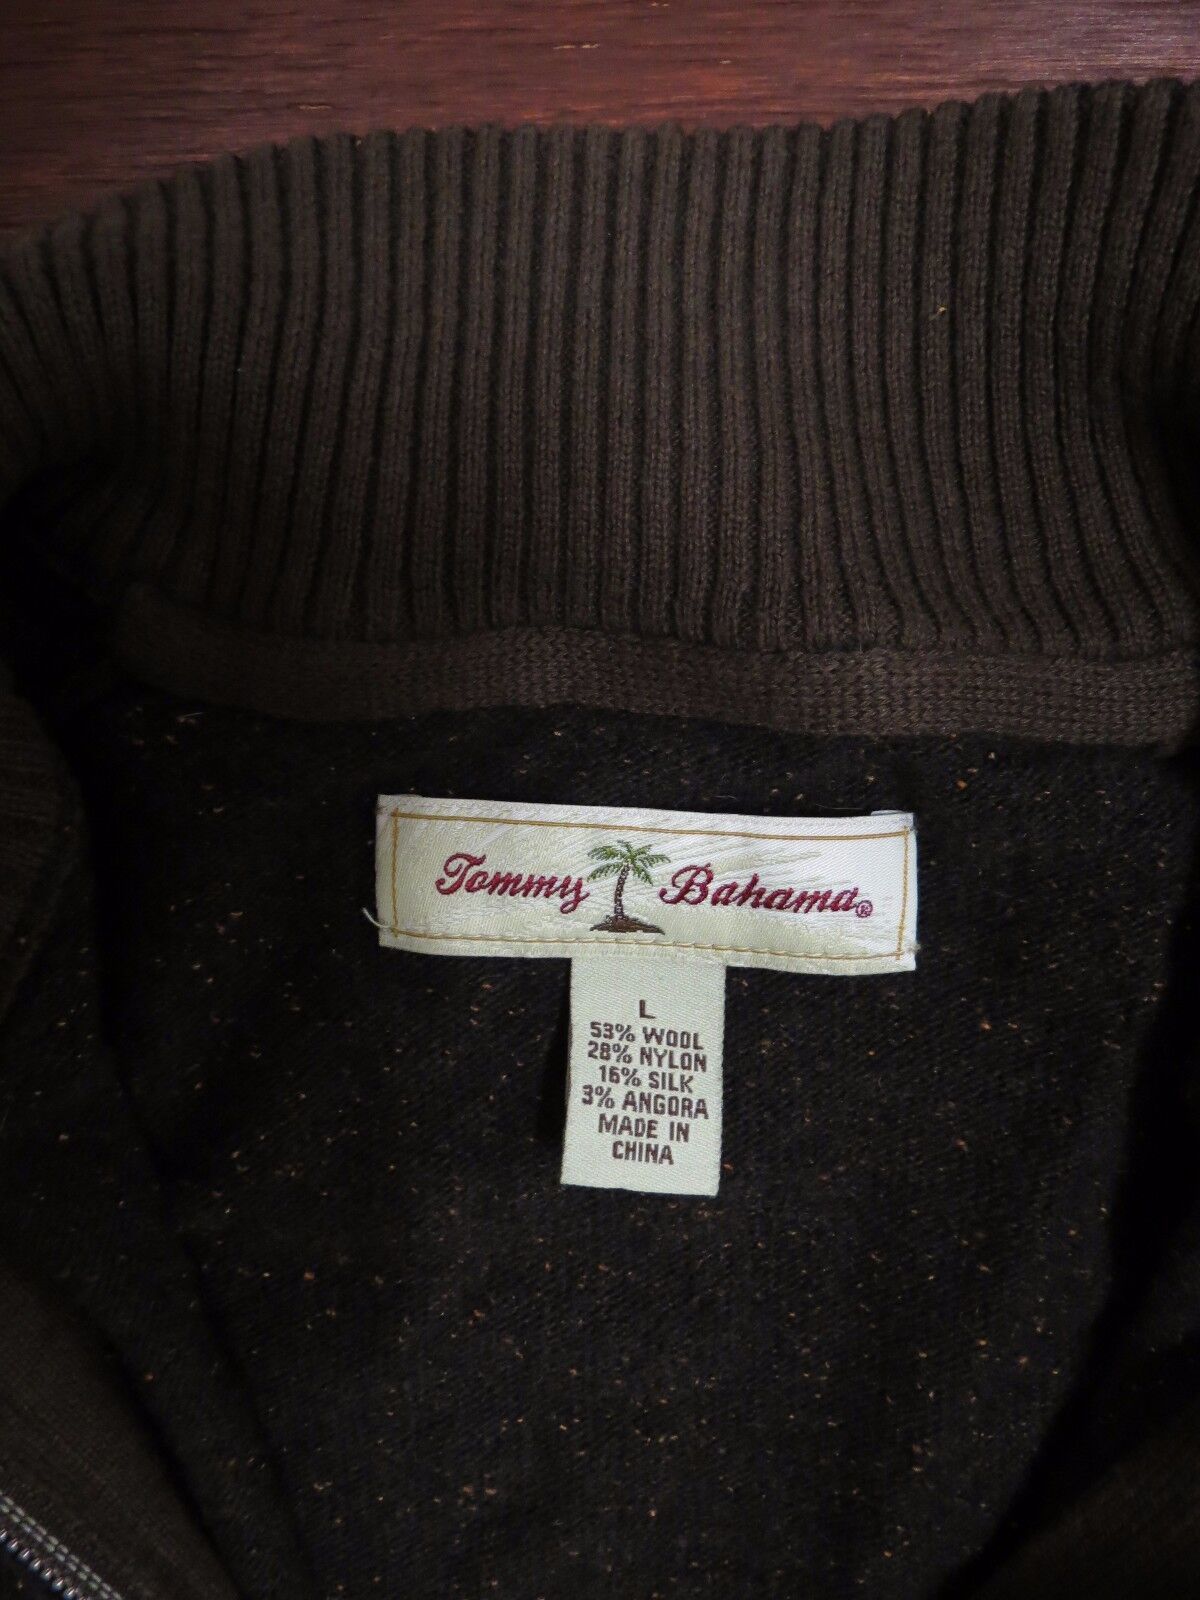 Tommy Bahama®
L
53% WOOL
28% NYLON
16% SILK
3% ANGORA
MADE IN
CHINA